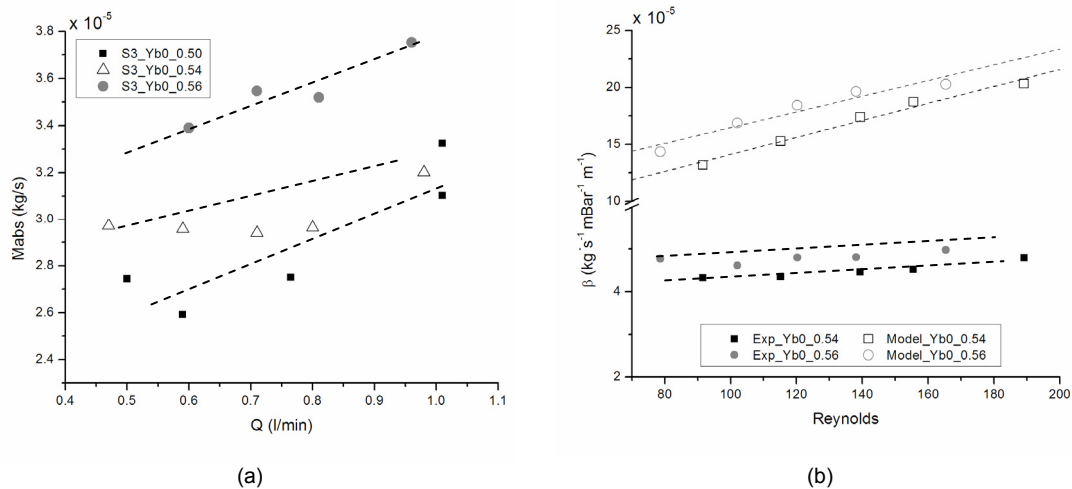 x 10⁻⁵
3.8
3.6
3.4
3.2
3.0
2.8
2.6
2.4
Mabs (kg/s)
S3_Yb0_0.50
S3_Yb0_0.54
S3_Yb0_0.56
0.4 0.5 0.6 0.7 0.8 0.9 1.0 1.1
Q (l/min)
(a)
x 10⁻⁵
25
20
15
10
4
2
β (kg s⁻¹ mBar⁻¹ m⁻¹)
Exp_Yb0_0.54 Model_Yb0_0.54
Exp_Yb0_0.56 Model_Yb0_0.56
80 100 120 140 160 180 200
Reynolds
(b)